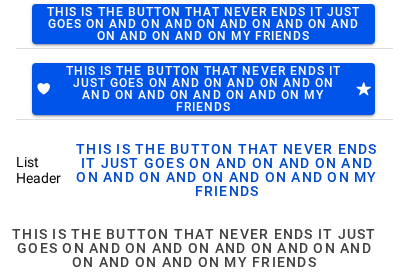 THIS IS THE BUTTON THAT NEVER ENDS IT JUST
GOES ON AND ON AND ON AND ON AND ON AND
ON AND ON AND ON MY FRIENDS
THIS IS THE BUTTON THAT NEVER ENDS IT
JUST GOES ON AND ON AND ON AND ON
AND ON AND ON AND ON AND ON MY
FRIENDS
List
Header
THIS IS THE BUTTON THAT NEVER ENDS
IT JUST GOES ON AND ON AND ON AND
ON AND ON AND ON AND ON AND ON MY
FRIENDS
THIS IS THE BUTTON THAT NEVER ENDS IT JUST
GOES ON AND ON AND ON AND ON AND ON AND
ON AND ON AND ON MY FRIENDS